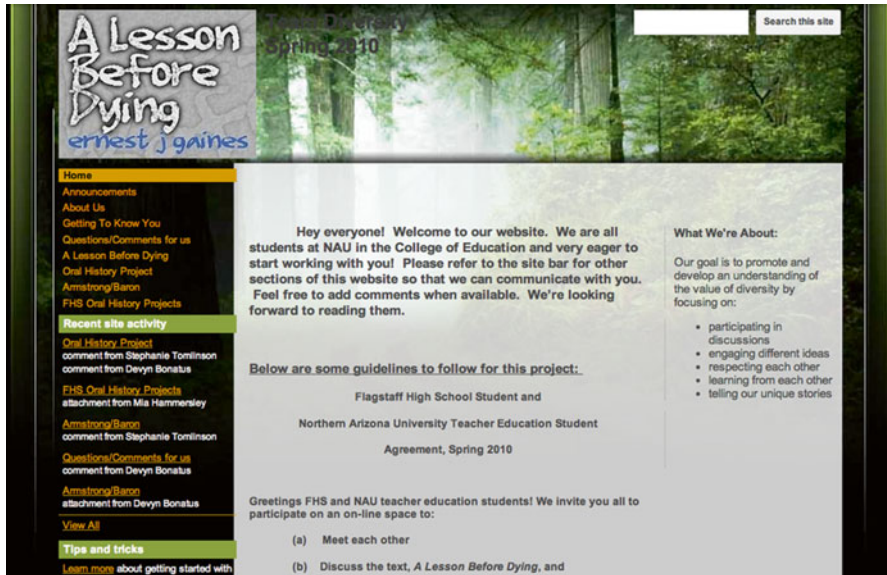 A Lesson
Before
Dying
ernest j gaines
Team Diversity
Spring 2010
Search this site
Home
Announcements
About Us
Getting To Know You
Questions/Comments for us
A Lesson Before Dying
Oral History Project
Armstrong/Baron
FHS Oral History Projects
Recent site activity
Oral History Project
comment from Stephanie Tomlinson
comment from Devyn Bonatus
FHS Oral History Projects
attachment from Mia Hammersley
Armstrong/Baron
comment from Stephanie Tomlinson
Questions/Comments for us
comment from Devyn Bonatus
Armstrong/Baron
attachment from Devyn Bonatus
View All
Tips and tricks
Learn more about getting started with
Hey everyone! Welcome to our website. We are all
students at NAU in the College of Education and very eager to
start working with you! Please refer to the site bar for other
sections of this website so that we can communicate with you.
Feel free to add comments when available. We're looking
forward to reading them.
Below are some guidelines to follow for this project:
Flagstaff High School Student and
Northern Arizona University Teacher Education Student
Agreement, Spring 2010
Greetings FHS and NAU teacher education students! We invite you all to
participate on an on-line space to:
(a) Meet each other
(b) Discuss the text, A Lesson Before Dying, and
What We're About:
Our goal is to promote and
develop an understanding of
the value of diversity by
focusing on:
• participating in
discussions
• engaging different ideas
• respecting each other
• learning from each other
• telling our unique stories